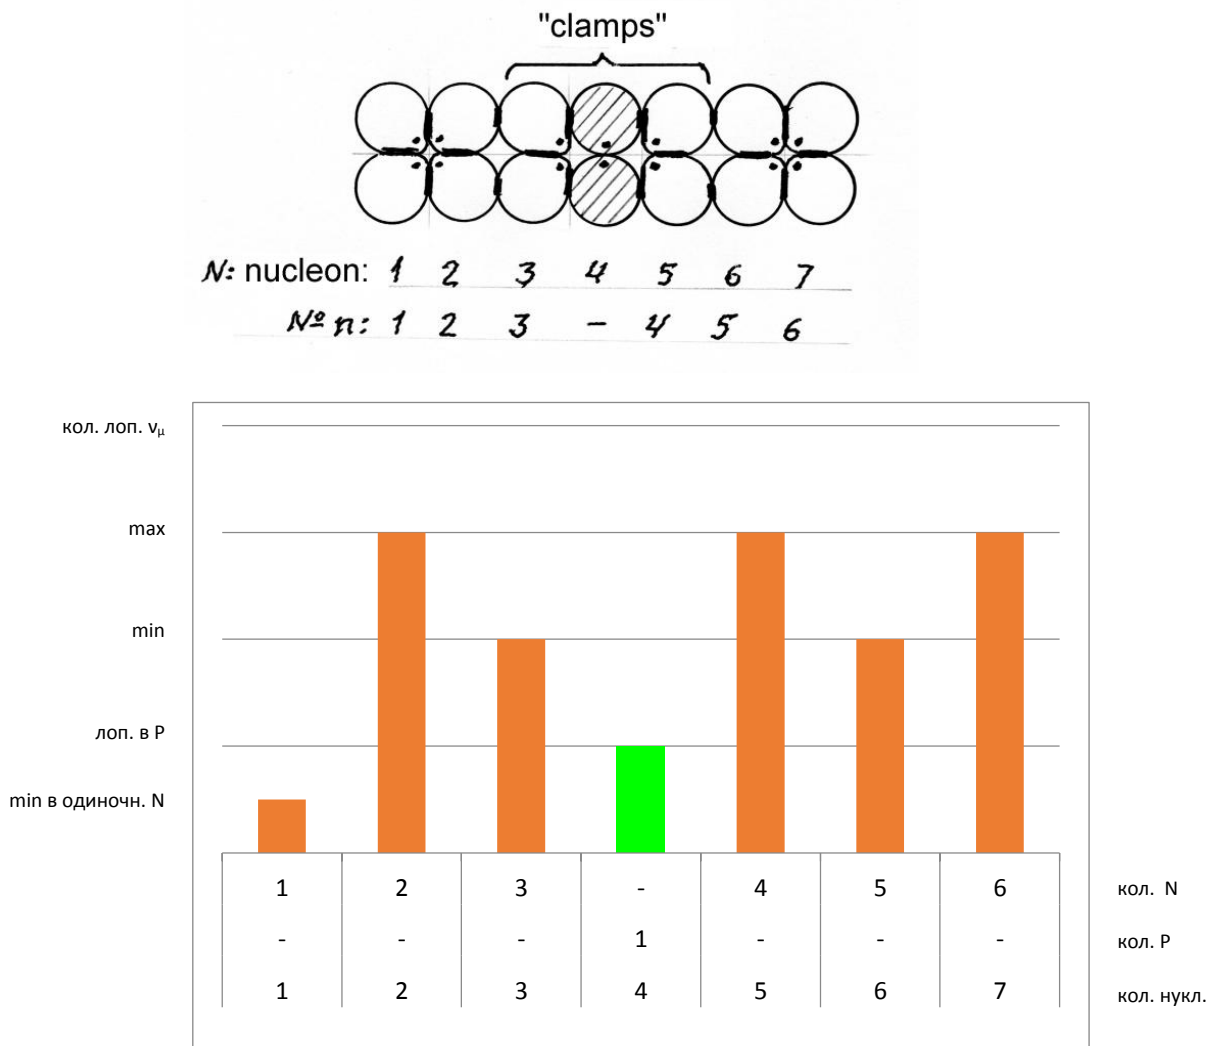 "clamps"
N: nucleon: 1 2 3 4 5 6 7
№ n: 1 2 3 - 4 5 6
кол. лоп. νμ
max
min
лоп. в P
min в одиночн. N
1 2 3 - 4 5 6 кол. N
- - - 1 - - - кол. P
1 2 3 4 5 6 7 кол. нукл.